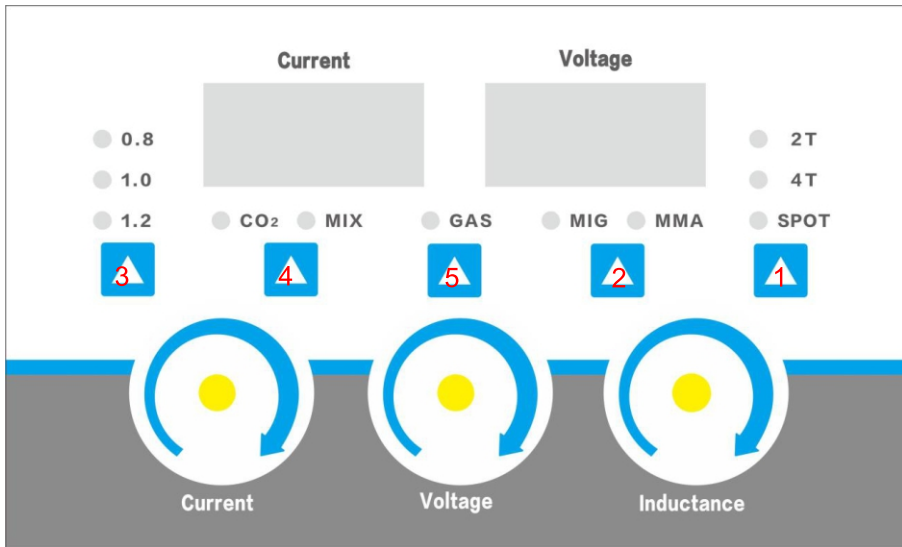 Current Voltage
0.8 2T
1.0 4T
1.2 CO₂ MIX GAS MIG MMA SPOT
3 4 5 2 1
Current Voltage Inductance